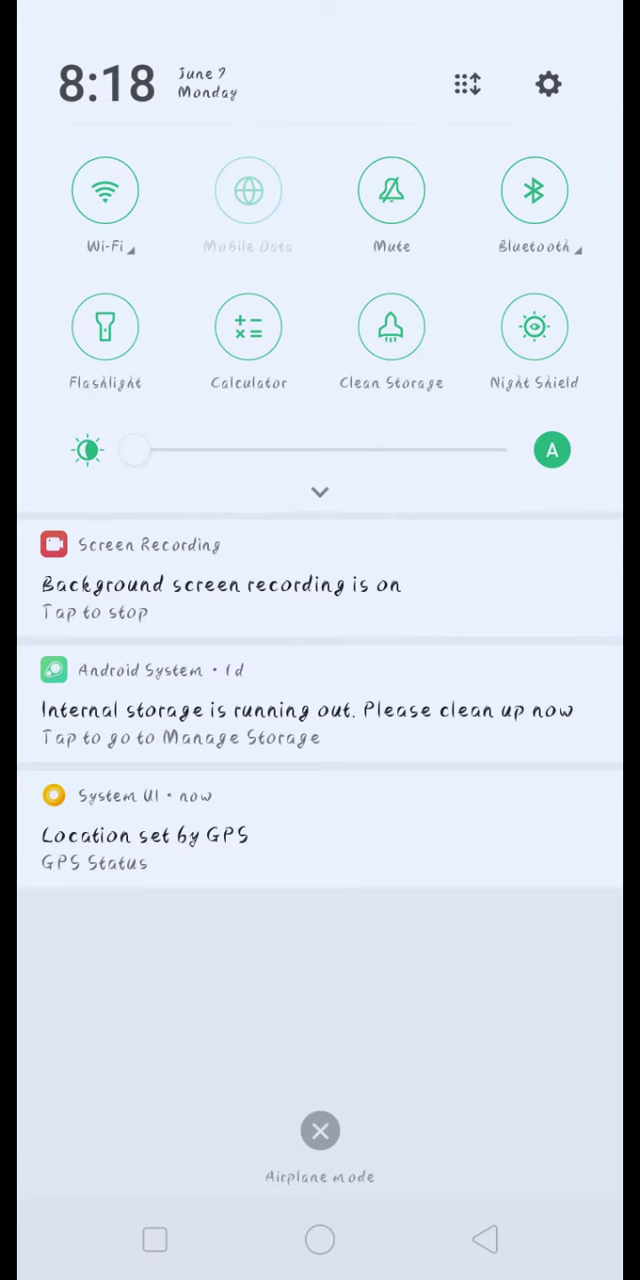 8:18
June 7
Monday
Wi-Fi
Mobile Data
Mute
Bluetooth
Flashlight
Calculator
Clean Storage
Night Shield
A
Screen Recording
Background screen recording is on
Tap to stop
Android System • 1d
Internal storage is running out. Please clean up now
Tap to go to Manage Storage
System UI • now
Location set by GPS
GPS Status
Airplane mode